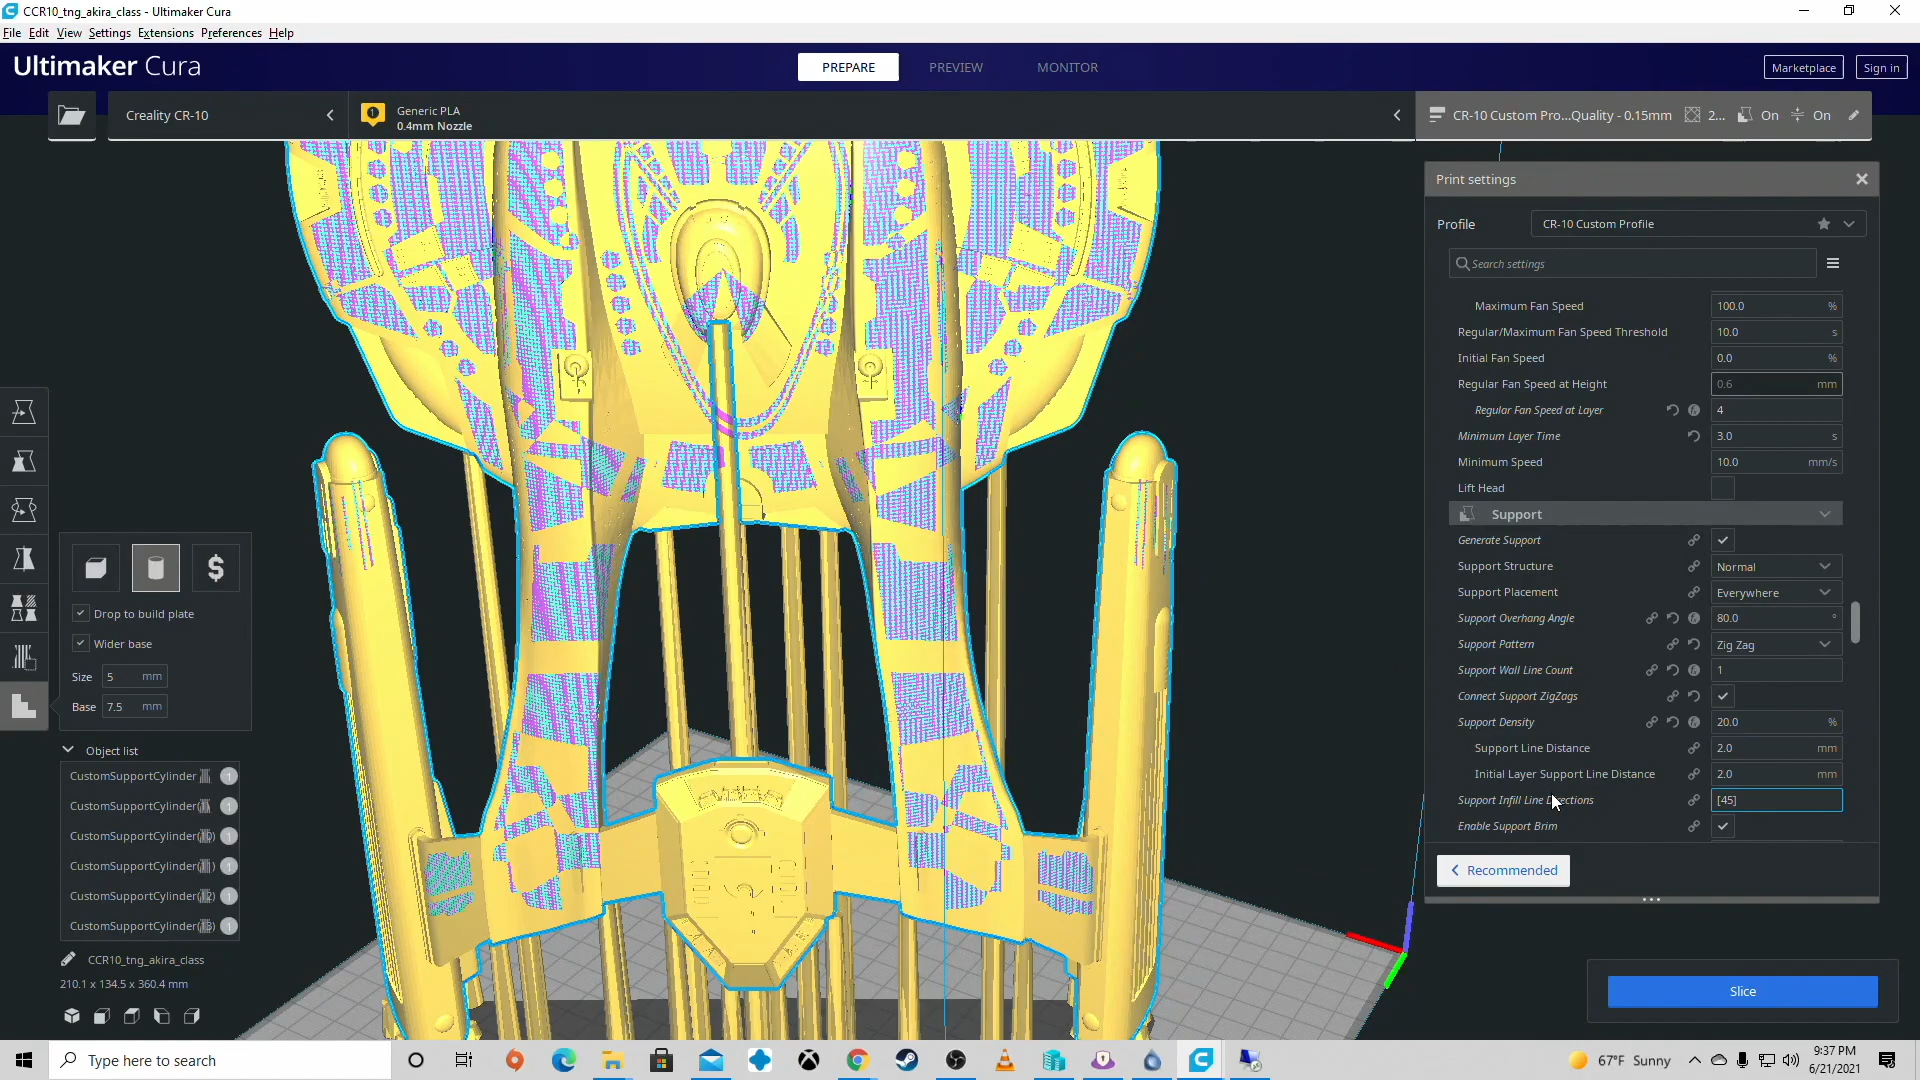 CCR10_tng_akira_class - Ultimaker Cura
File Edit View Settings Extensions Preferences Help
Ultimaker Cura
PREPARE
PREVIEW
MONITOR
Marketplace
Sign in
Creality CR-10
1
Generic PLA
0.4mm Nozzle
CR-10 Custom Pro...Quality - 0.15mm
2...
On
On
Print settings
Profile
CR-10 Custom Profile
Search settings
Maximum Fan Speed 100.0 %
Regular/Maximum Fan Speed Threshold 10.0 s
Initial Fan Speed 0.0 %
Regular Fan Speed at Height 0.6 mm
Regular Fan Speed at Layer 4
Minimum Layer Time 3.0 s
Minimum Speed 10.0 mm/s
Lift Head
Support
Generate Support
Support Structure Normal
Support Placement Everywhere
Support Overhang Angle 80.0 °
Support Pattern Zig Zag
Support Wall Line Count 1
Connect Support ZigZags
Support Density 20.0 %
Support Line Distance 2.0 mm
Initial Layer Support Line Distance 2.0 mm
Support Infill Line Directions [45]
Enable Support Brim
Recommended
Slice
$
Drop to build plate
Wider base
Size 5 mm
Base 7.5 mm
Object list
CustomSupportCylinder 1
CustomSupportCylinder( 1
CustomSupportCylinder( 1
CustomSupportCylinder( 1
CustomSupportCylinder( 1
CustomSupportCylinder( 1
CCR10_tng_akira_class
210.1 x 134.5 x 360.4 mm
Type here to search
67°F Sunny
9:37 PM
6/21/2021